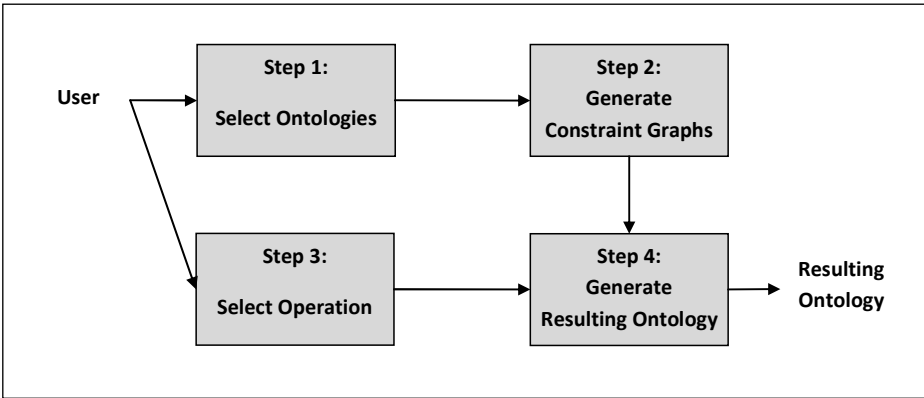 User
Step 1:
Select Ontologies
Step 2:
Generate
Constraint Graphs
Step 3:
Select Operation
Step 4:
Generate
Resulting Ontology
Resulting
Ontology